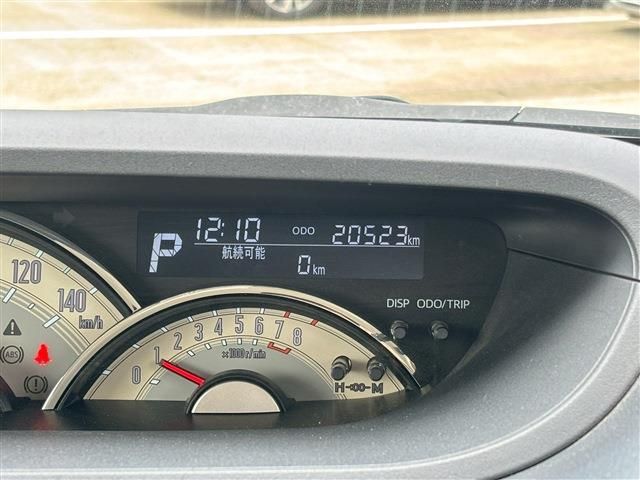 12:10 ODO 20523km
P
航続可能
0km
DISP ODO/TRIP
120
140
km/h
ABS
0 1 2 3 4 5 6 7 8
×1000r/min
H M